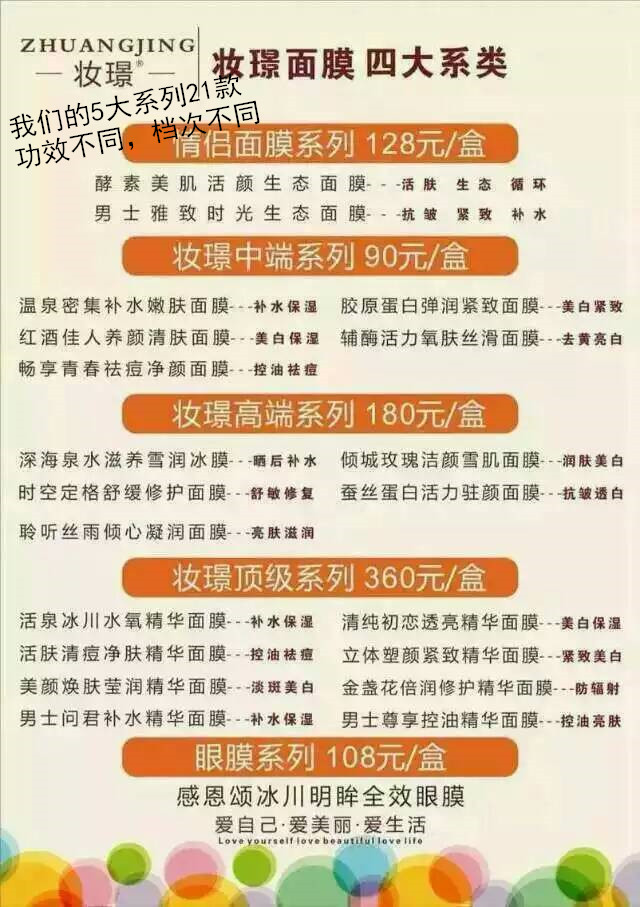 ZHUANGJING
妆璟®
妆璟面膜 四大系类
我们的5大系列21款
功效不同，档次不同
情侣面膜系列 128元/盒
酵素美肌活颜生态面膜---活肤 生态 循环
男士雅致时光生态面膜---抗皱 紧致 补水
妆璟中端系列 90元/盒
温泉密集补水嫩肤面膜---补水保湿 胶原蛋白弹润紧致面膜---美白紧致
红酒佳人养颜清肤面膜---美白保湿 辅酶活力氧肤丝滑面膜---去黄亮白
畅享青春祛痘净颜面膜---控油祛痘
妆璟高端系列 180元/盒
深海泉水滋养雪润冰膜---晒后补水 倾城玫瑰洁颜雪肌面膜---润肤美白
时空定格舒缓修护面膜---舒敏修复 蚕丝蛋白活力驻颜面膜---抗皱透白
聆听丝雨倾心凝润面膜---亮肤滋润
妆璟顶级系列 360元/盒
活泉冰川水氧精华面膜---补水保湿 清纯初恋透亮精华面膜---美白保湿
活肤清痘净肤精华面膜---控油祛痘 立体塑颜紧致精华面膜---紧致美白
美颜焕肤莹润精华面膜---淡斑美白 金盏花倍润修护精华面膜---防辐射
男士问君补水精华面膜---补水保湿 男士尊享控油精华面膜---控油亮肤
眼膜系列 108元/盒
感恩颂冰川明眸全效眼膜
爱自己·爱美丽·爱生活
Love yourself love beautiful love life